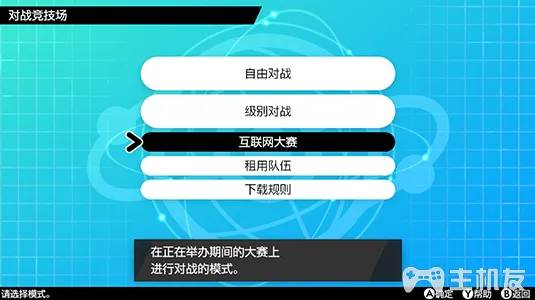 对战竞技场
自由对战
级别对战
互联网大赛
租用队伍
下载规则
在正在举办期间的大赛上
进行对战的模式。
请选择模式。
A确定 Y帮助 B返回
主机友